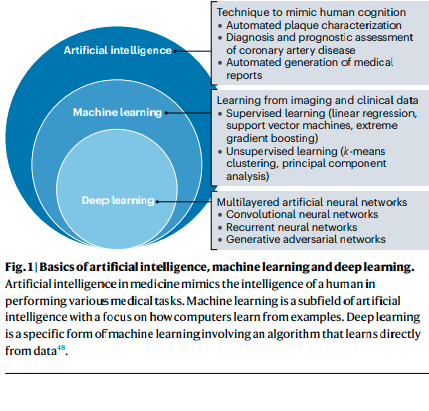 Artificial intelligence
Machine learning
Deep learning
Technique to mimic human cognition
• Automated plaque characterization
• Diagnosis and prognostic assessment
of coronary artery disease
• Automated generation of medical
reports
Learning from imaging and clinical data
• Supervised learning (linear regression,
support vector machines, extreme
gradient boosting)
• Unsupervised learning (k-means
clustering, principal component
analysis)
Multilayered artificial neural networks
• Convolutional neural networks
• Recurrent neural networks
• Generative adversarial networks
Fig. 1 | Basics of artificial intelligence, machine learning and deep learning.
Artificial intelligence in medicine mimics the intelligence of a human in
performing various medical tasks. Machine learning is a subfield of artificial
intelligence with a focus on how computers learn from examples. Deep learning
is a specific form of machine learning involving an algorithm that learns directly
from data⁴⁸.